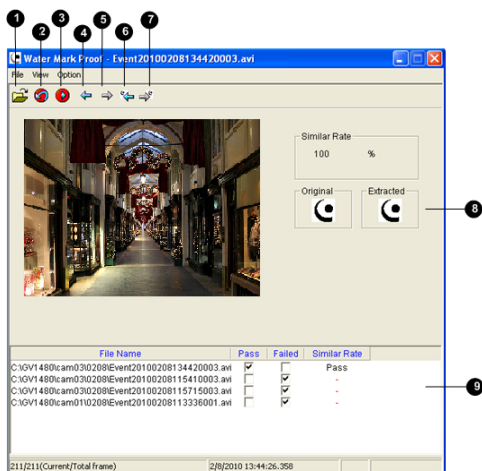 1 2 3 4 5 6 7
Water Mark Proof - Event20100208134420003.avi
File View Option
Similar Rate
100 %
Original Extracted
8
File Name Pass Failed Similar Rate
C:\GV1480\cam03\0208\Event20100208134420003.avi Pass
C:\GV1480\cam03\0208\Event20100208115410003.avi -
C:\GV1480\cam03\0208\Event20100208115715003.avi -
C:\GV1480\cam01\0208\Event20100208113336001.avi -
9
211/211(Current/Total frame) 2/8/2010 13:44:26.358